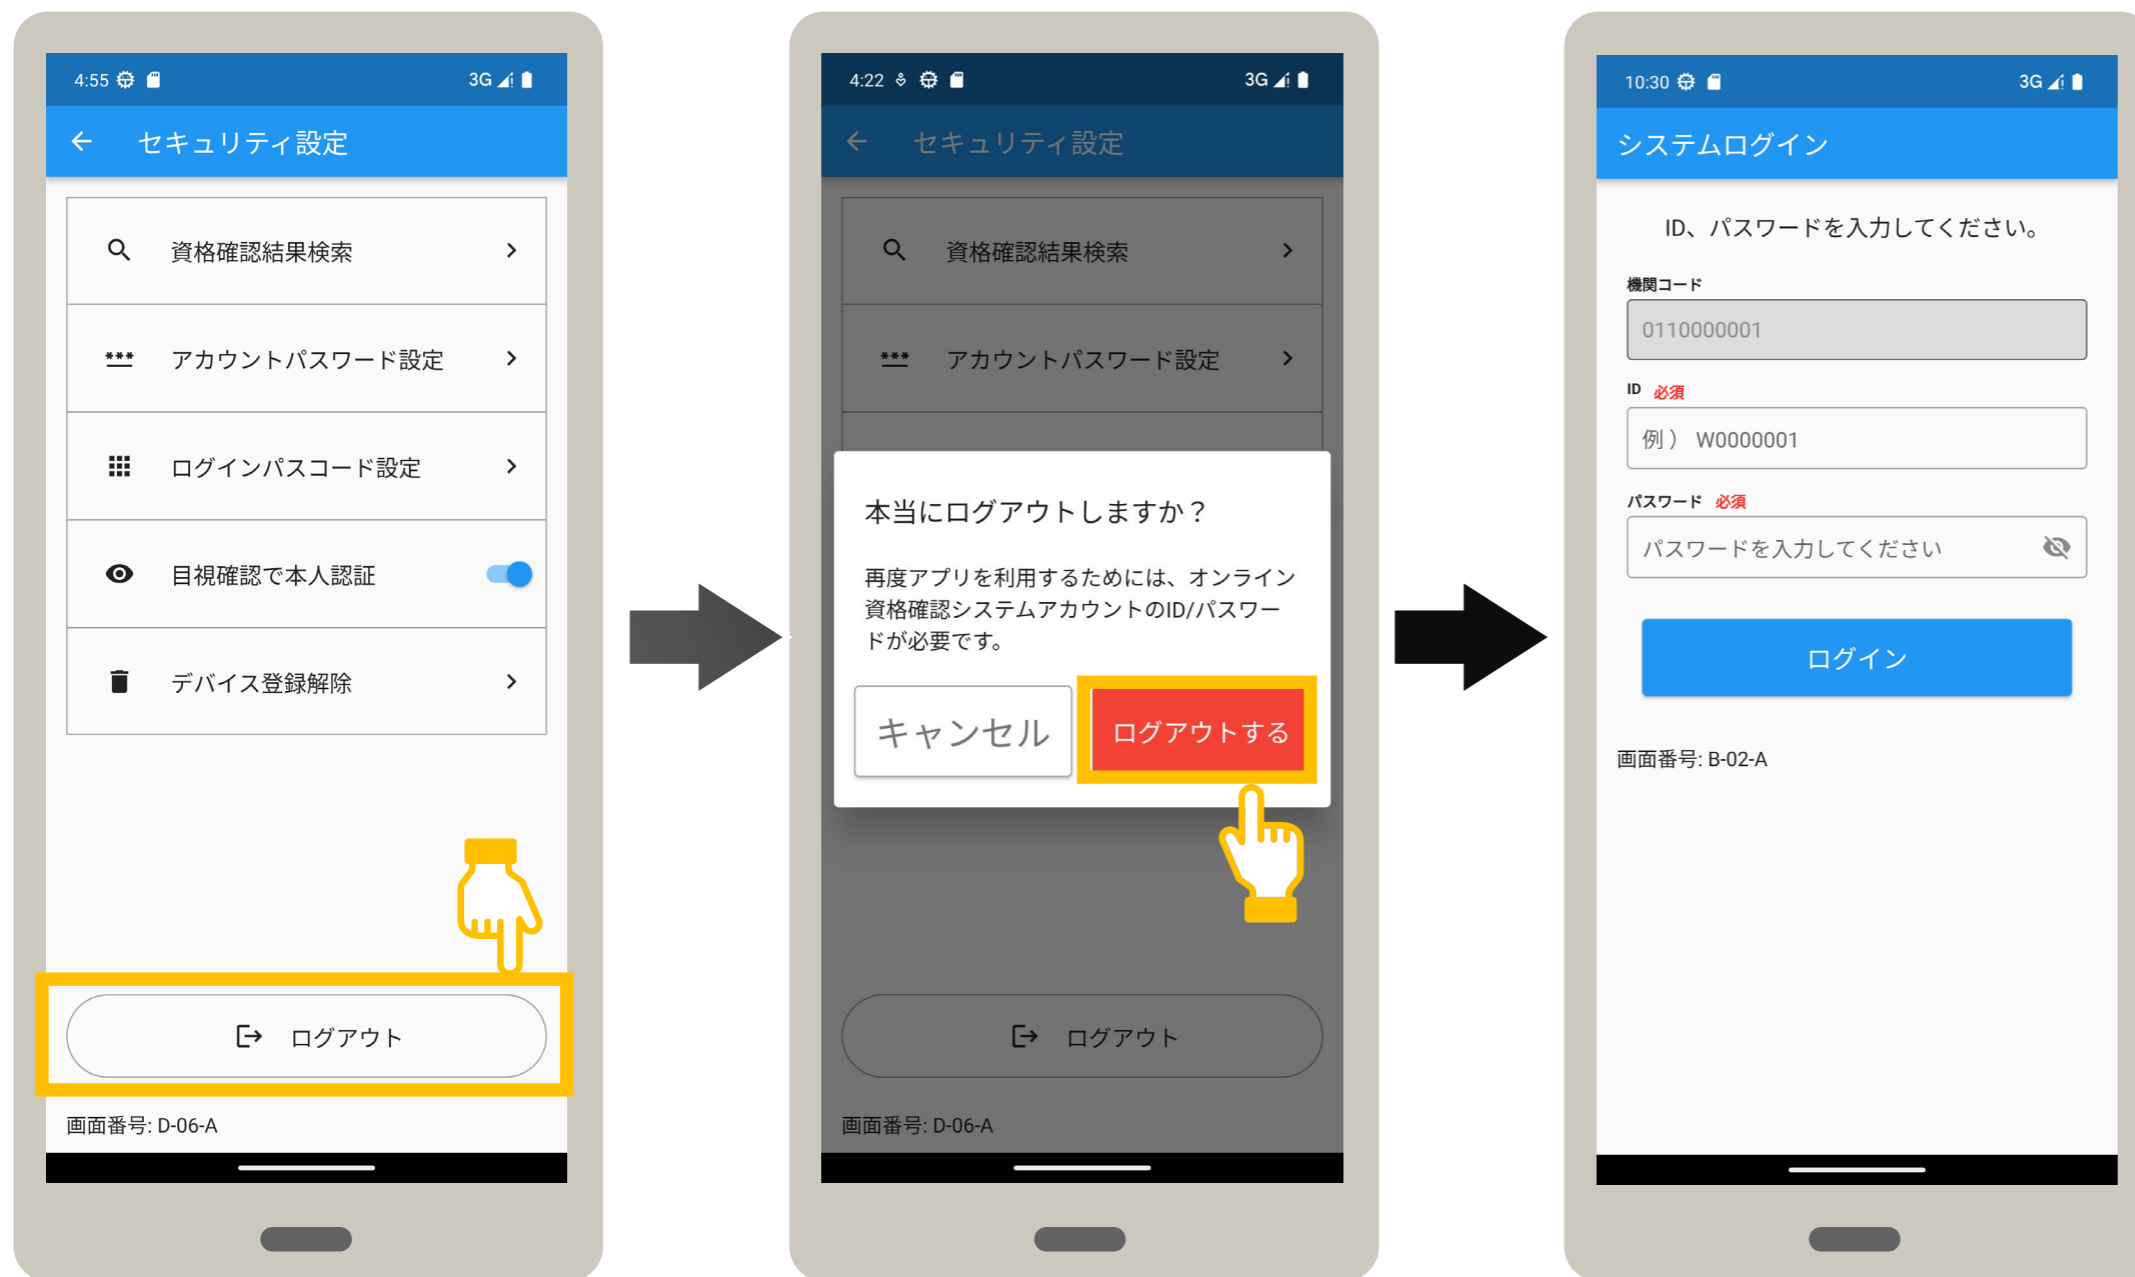 4:55
3G
セキュリティ設定
資格確認結果検索
アカウントパスワード設定
ログインパスコード設定
目視確認で本人認証
デバイス登録解除
ログアウト
画面番号: D-06-A
4:22
3G
セキュリティ設定
資格確認結果検索
アカウントパスワード設定
本当にログアウトしますか？
再度アプリを利用するためには、オンライン
資格確認システムアカウントのID/パスワー
ドが必要です。
キャンセル
ログアウトする
ログアウト
画面番号: D-06-A
10:30
3G
システムログイン
ID、パスワードを入力してください。
機関コード
0110000001
ID 必須
例） W0000001
パスワード 必須
パスワードを入力してください
ログイン
画面番号: B-02-A